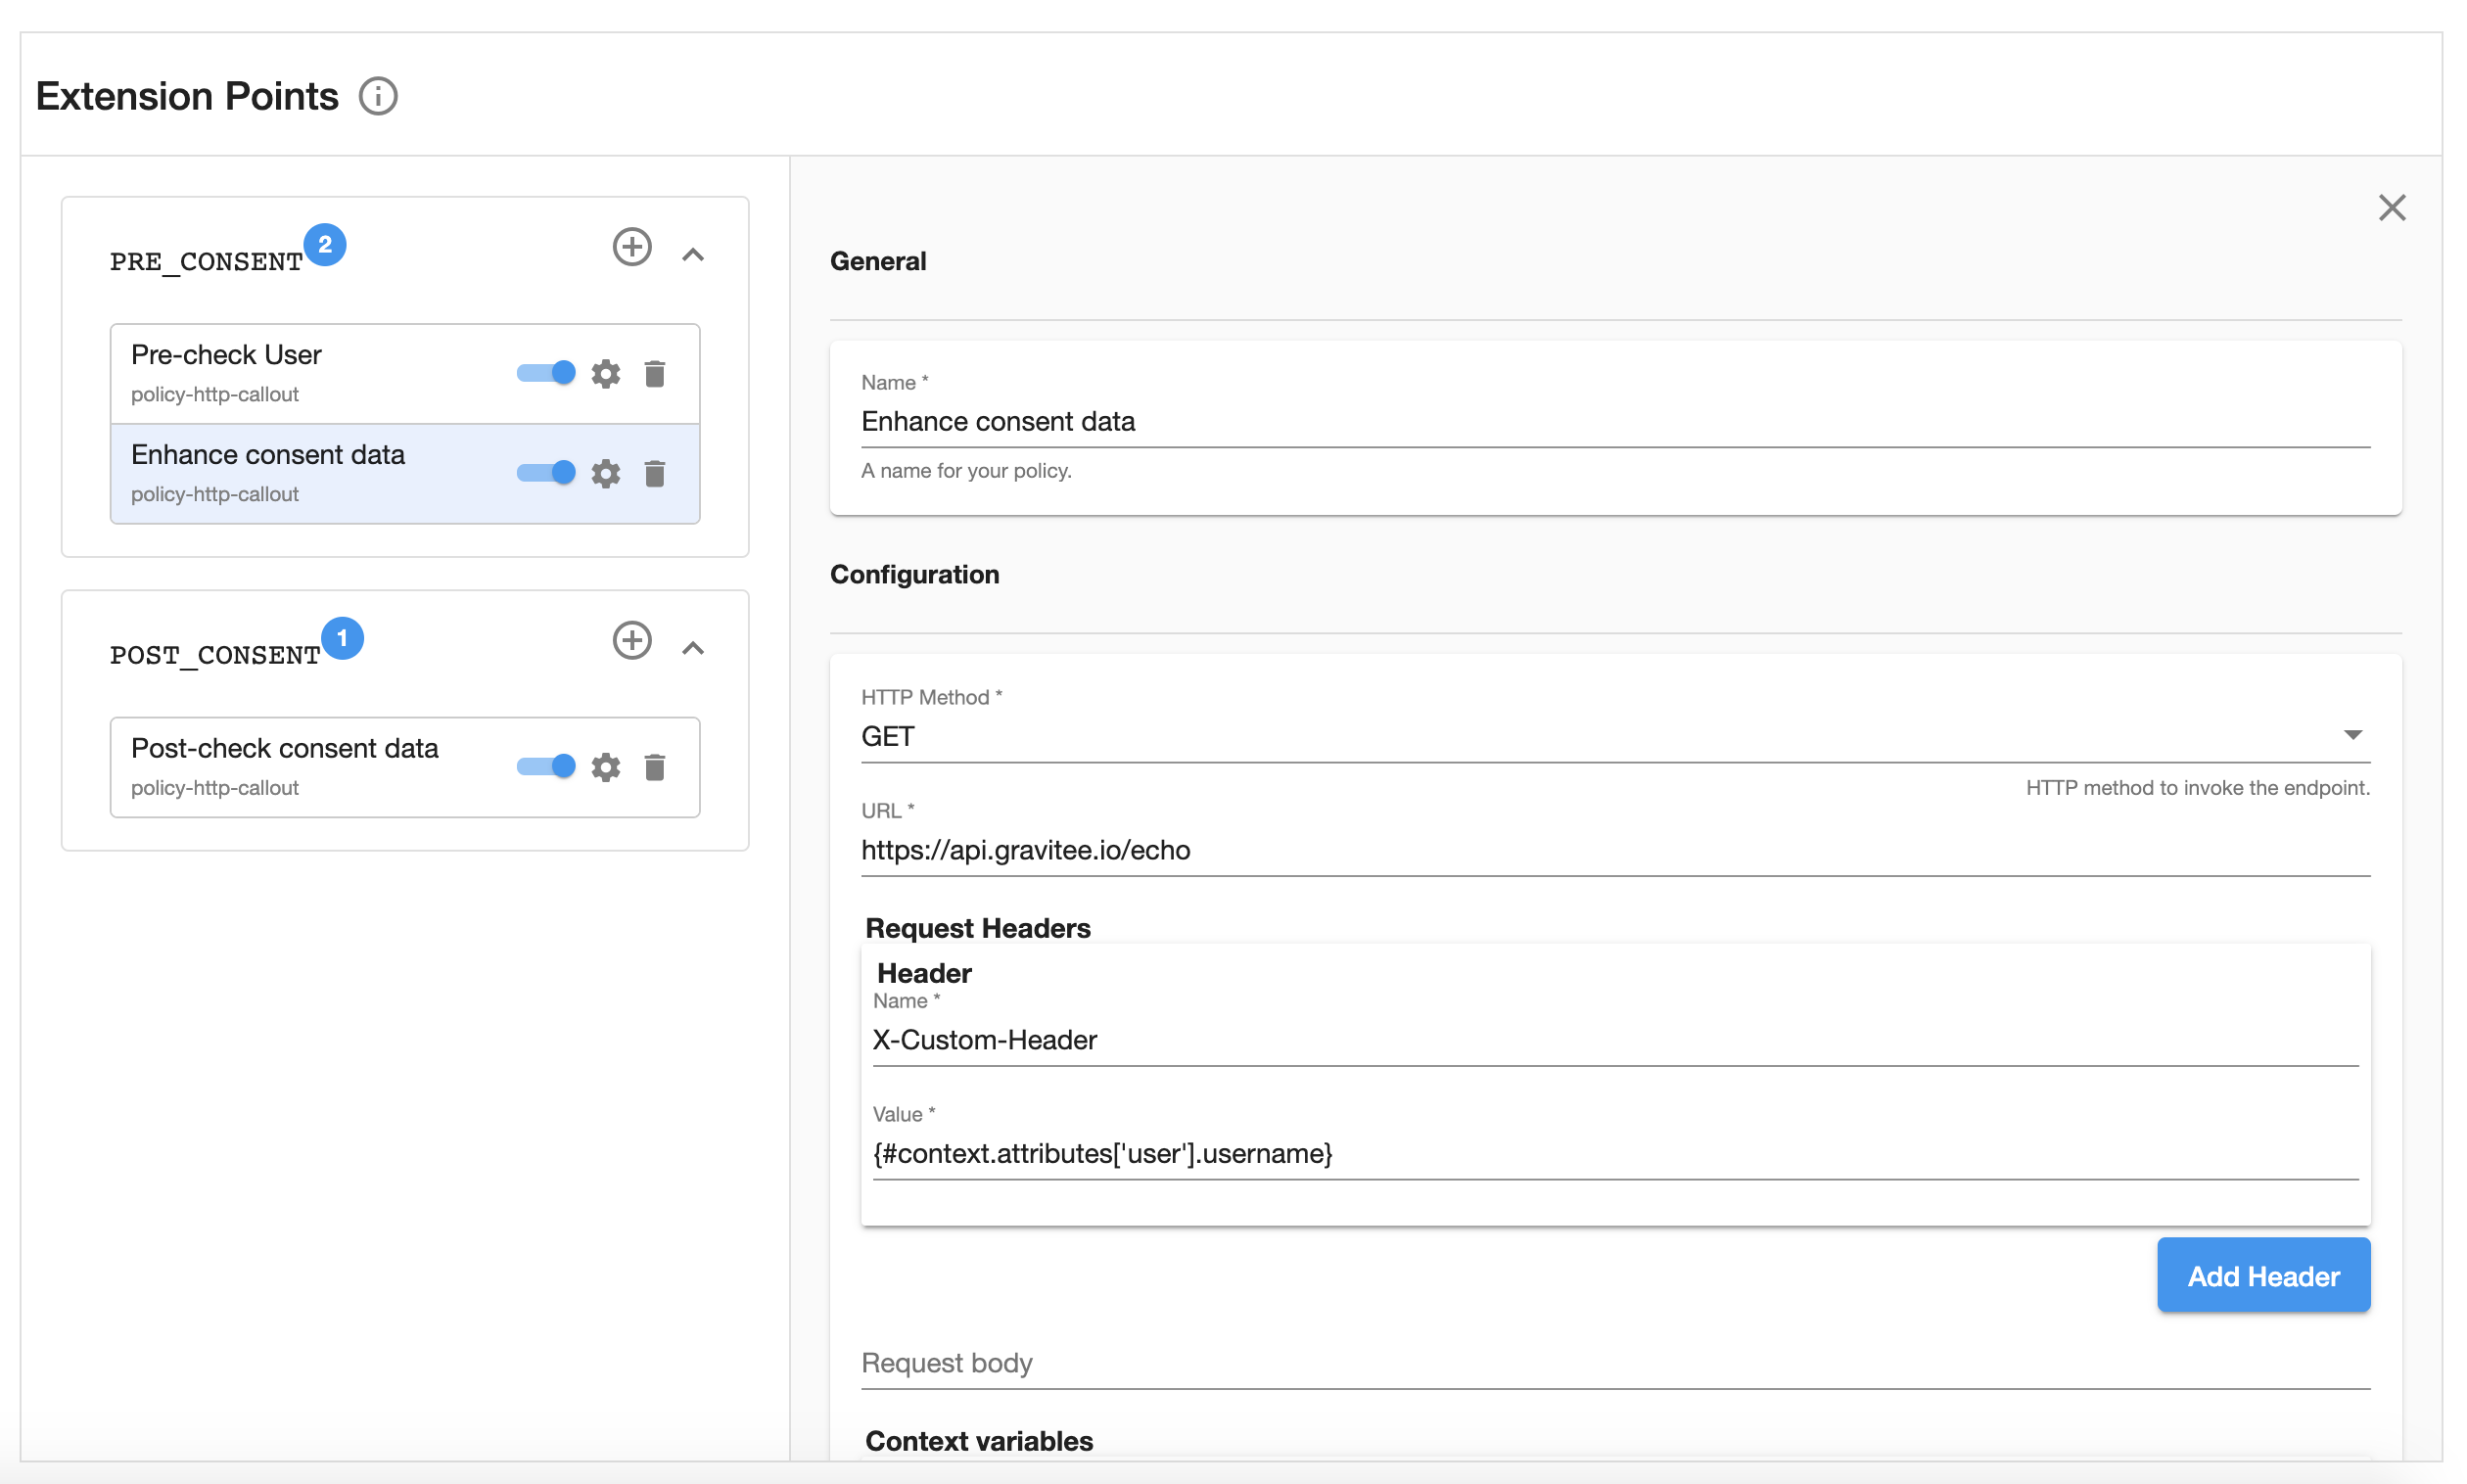 Extension Points
PRE_CONSENT 2
Pre-check User
policy-http-callout
Enhance consent data
policy-http-callout
POST_CONSENT 1
Post-check consent data
policy-http-callout
General
Name *
Enhance consent data
A name for your policy.
Configuration
HTTP Method *
GET
HTTP method to invoke the endpoint.
URL *
https://api.gravitee.io/echo
Request Headers
Header
Name *
X-Custom-Header
Value *
{#context.attributes['user'].username}
Add Header
Request body
Context variables